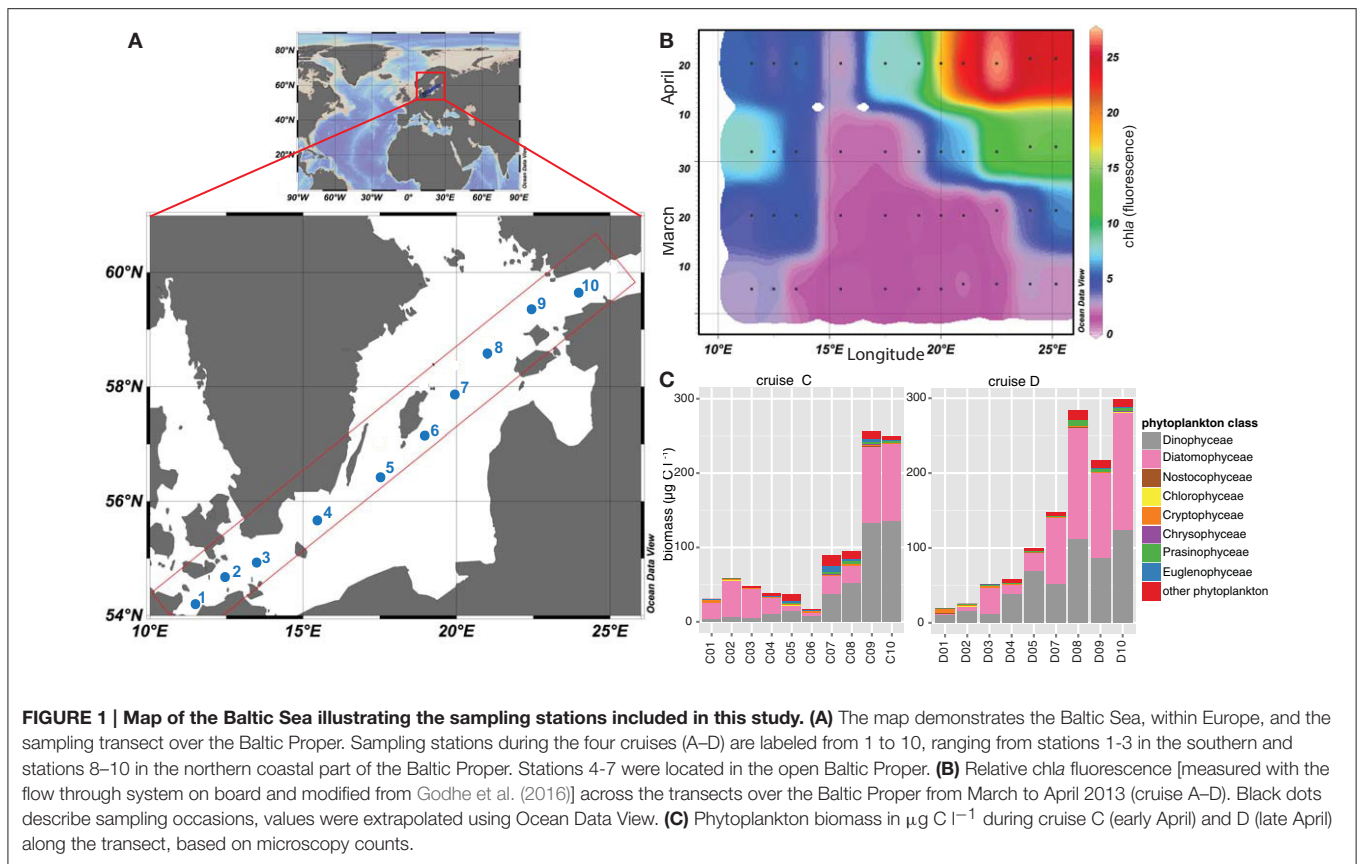 A
80°N
60°N
40°N
20°N
90°W 60°W 30°W 0° 30°E 60°E 90°E
Ocean Data View
60°N
58°N
56°N
54°N
10°E 15°E 20°E 25°E
1
2
3
4
5
6
7
8
9
10
Ocean Data View
B
April
March
20
10
30
20
10
10°E 15°E 20°E 25°E
Longitude
Ocean Data View
25
20
15
10
5
0
chla (fluorescence)
C
cruise C
cruise D
biomass (µg C l⁻¹)
300
200
100
0
C01 C02 C03 C04 C05 C06 C07 C08 C09 C10
300
200
100
0
D01 D02 D03 D04 D05 D07 D08 D09 D10
phytoplankton class
Dinophyceae
Diatomophyceae
Nostocophyceae
Chlorophyceae
Cryptophyceae
Chrysophyceae
Prasinophyceae
Euglenophyceae
other phytoplankton
FIGURE 1 | Map of the Baltic Sea illustrating the sampling stations included in this study. (A) The map demonstrates the Baltic Sea, within Europe, and the
sampling transect over the Baltic Proper. Sampling stations during the four cruises (A–D) are labeled from 1 to 10, ranging from stations 1-3 in the southern and
stations 8–10 in the northern coastal part of the Baltic Proper. Stations 4-7 were located in the open Baltic Proper. (B) Relative chla fluorescence [measured with the
flow through system on board and modified from Godhe et al. (2016)] across the transects over the Baltic Proper from March to April 2013 (cruise A–D). Black dots
describe sampling occasions, values were extrapolated using Ocean Data View. (C) Phytoplankton biomass in µg C l−1 during cruise C (early April) and D (late April)
along the transect, based on microscopy counts.